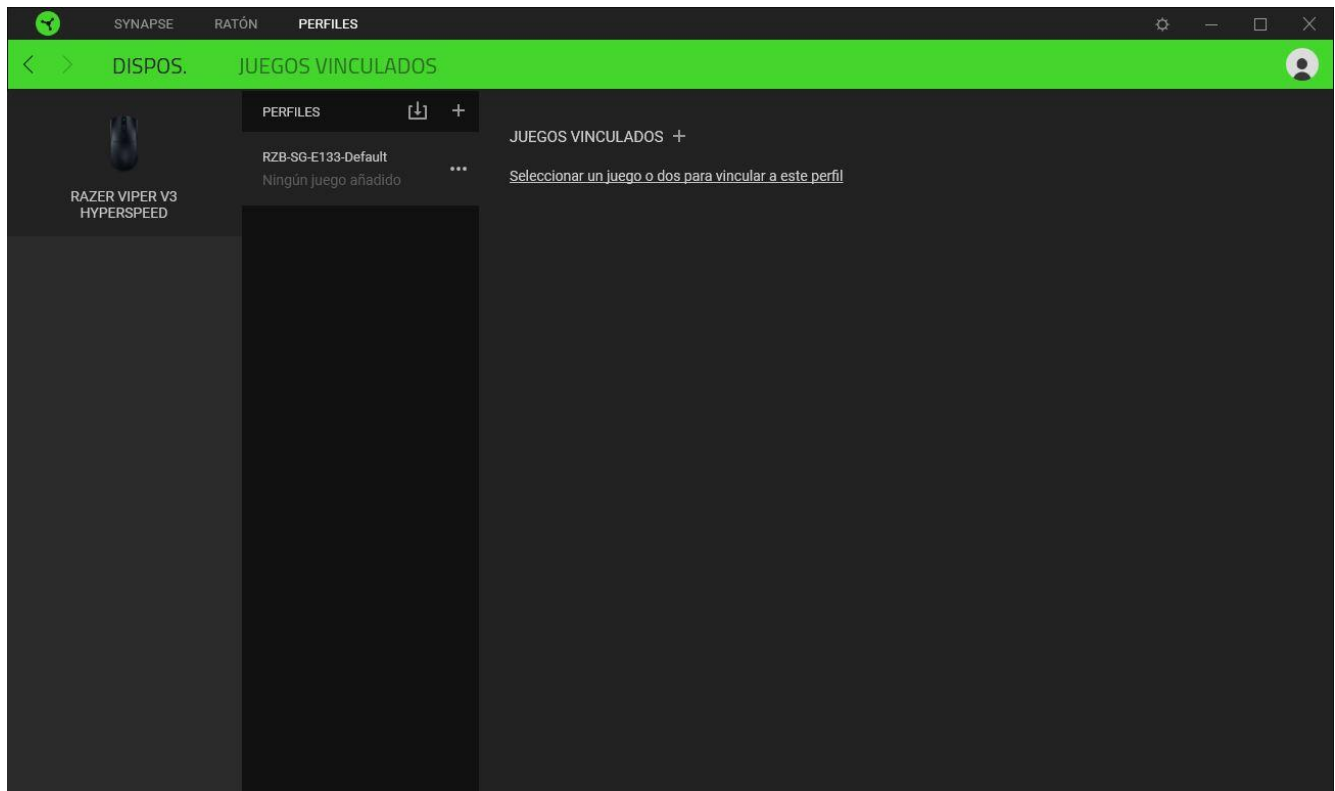 SYNAPSE RATÓN PERFILES
DISPOS. JUEGOS VINCULADOS
RAZER VIPER V3
HYPERSPEED
PERFILES
RZB-SG-E133-Default
Ningún juego añadido
JUEGOS VINCULADOS
Seleccionar un juego o dos para vincular a este perfil